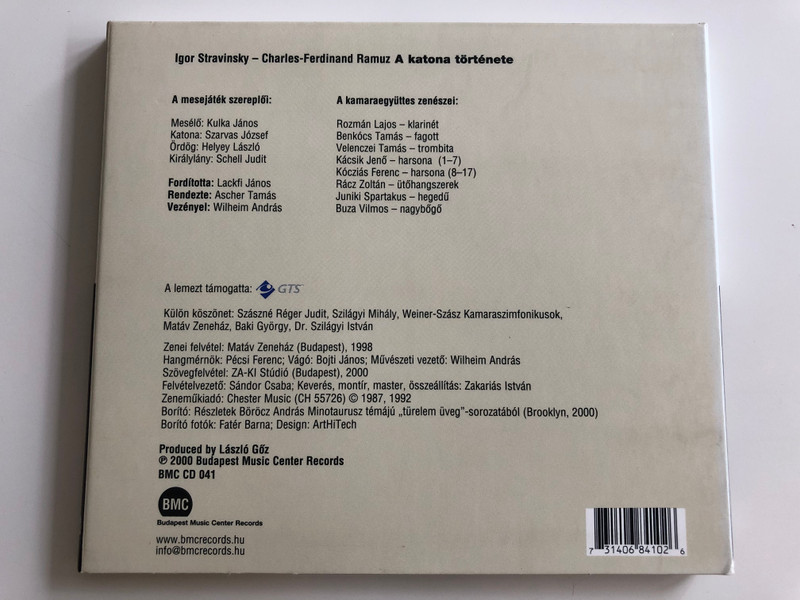 Igor Stravinsky – Charles-Ferdinand Ramuz A katona története
A mesejáték szereplői:
Mesélő: Kulka János
Katona: Szarvas József
Ördög: Helyey László
Királylány: Schell Judit
Fordította: Lackfi János
Rendezte: Ascher Tamás
Vezényel: Wilheim András
A kamaraegyüttes zenészei:
Rozmán Lajos – klarinét
Benkócs Tamás – fagott
Velenczei Tamás – trombita
Kácsik Jenő – harsona (1–7)
Kócziás Ferenc – harsona (8–17)
Rácz Zoltán – ütőhangszerek
Juniki Spartakus – hegedű
Buza Vilmos – nagybőgő
A lemezt támogatta: GTS
Külön köszönet: Szászné Réger Judit, Szilágyi Mihály, Weiner-Szász Kamaraszimfonikusok,
Matáv Zeneház, Baki György, Dr. Szilágyi István
Zenei felvétel: Matáv Zeneház (Budapest), 1998
Hangmérnök: Pécsi Ferenc; Vágó: Bojti János; Művészeti vezető: Wilheim András
Szövegfelvétel: ZA-KI Stúdió (Budapest), 2000
Felvételvezető: Sándor Csaba; Keverés, montír, master, összeállítás: Zakariás István
Zeneműkiadó: Chester Music (CH 55726) © 1987, 1992
Borító: Részletek Böröcz András Minotaurusz témájú „türelem üveg”-sorozatából (Brooklyn, 2000)
Borító fotók: Fatér Barna; Design: ArtHiTech
Produced by László Gőz
℗ 2000 Budapest Music Center Records
BMC CD 041
BMC
Budapest Music Center Records
www.bmcrecords.hu
info@bmcrecords.hu
7 31406 84102 6